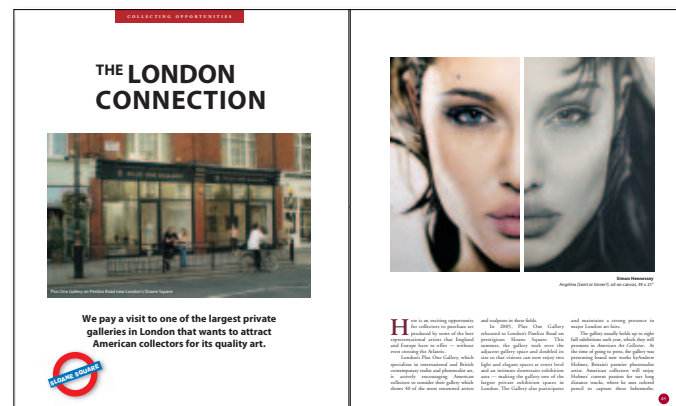 COLLECTING OPPORTUNITIES
THE LONDON
CONNECTION
Plus One Gallery on Pimlico Road near London's Sloane Square
We pay a visit to one of the largest private
galleries in London that wants to attract
American collectors for its quality art.
SLOANE SQUARE
Simon Hennessey
Angelina (Saint or Sinner?), oil on canvas, 39 x 31"
Here is an exciting opportunity
for collectors to purchase art
produced by some of the best
representational artists that England
and Europe have to offer — without
even crossing the Atlantic.
London's Plus One Gallery, which
specializes in international and British
contemporary realist and photorealist art,
is actively encouraging American
collectors to consider their gallery which
shows 40 of the most renowned artists
and sculptors in these fields.
In 2005, Plus One Gallery
relocated to London's Pimlico Road on
prestigious Sloane Square. This
summer, the gallery took over the
adjacent gallery space and doubled its
size so that visitors can now enjoy two
light and elegant spaces at street level
and an intimate downstairs exhibition
area — making the gallery one of the
largest private exhibition spaces in
London. The Gallery also participates
and maintains a strong presence in
major London art fairs.
The gallery usually holds up to eight
full exhibitions each year, which they will
promote in American Art Collector. At
the time of going to press, the gallery was
presenting brand new works by Andrew
Holmes, Britain's premier photorealist
artist. American collectors will enjoy
Holmes' current passion for our long
distance trucks, where he uses colored
pencil to capture these behemoths.